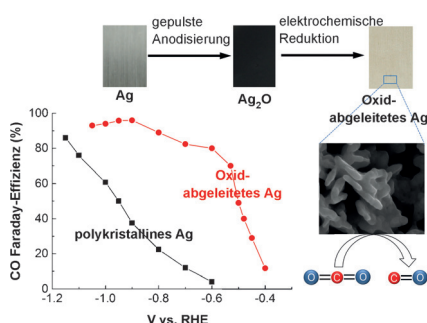 gepulste
Anodisierung
elektrochemische
Reduktion
Ag
Ag₂O
Oxid-
abgeleitetes Ag
CO Faraday-Effizienz (%)
100
80
60
40
20
0
Oxid-
abgeleitetes Ag
polykristallines Ag
-1.2
-1.0
-0.8
-0.6
-0.4
V vs. RHE
O=C=O
C=O